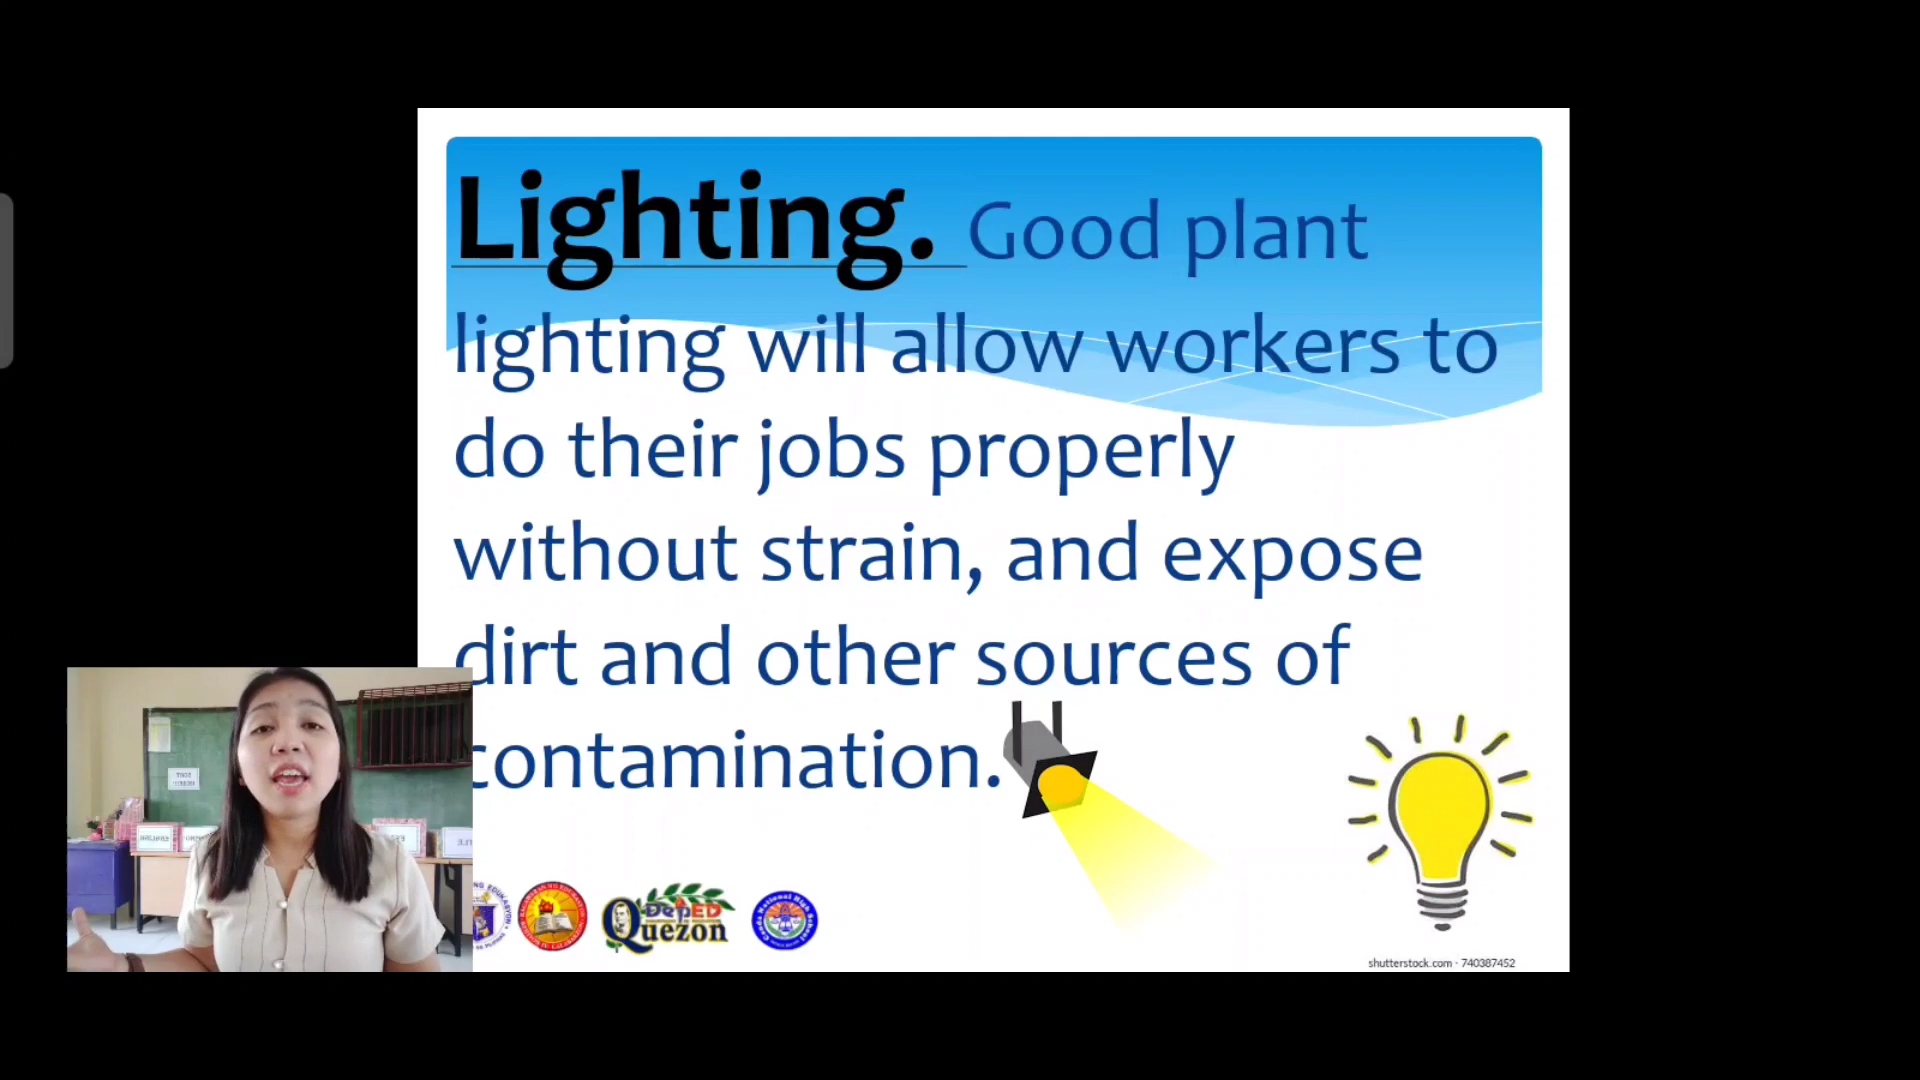 Lighting. Good plant
lighting will allow workers to
do their jobs properly
without strain, and expose
dirt and other sources of
contamination.
DepED
Quezon
shutterstock.com · 740387452